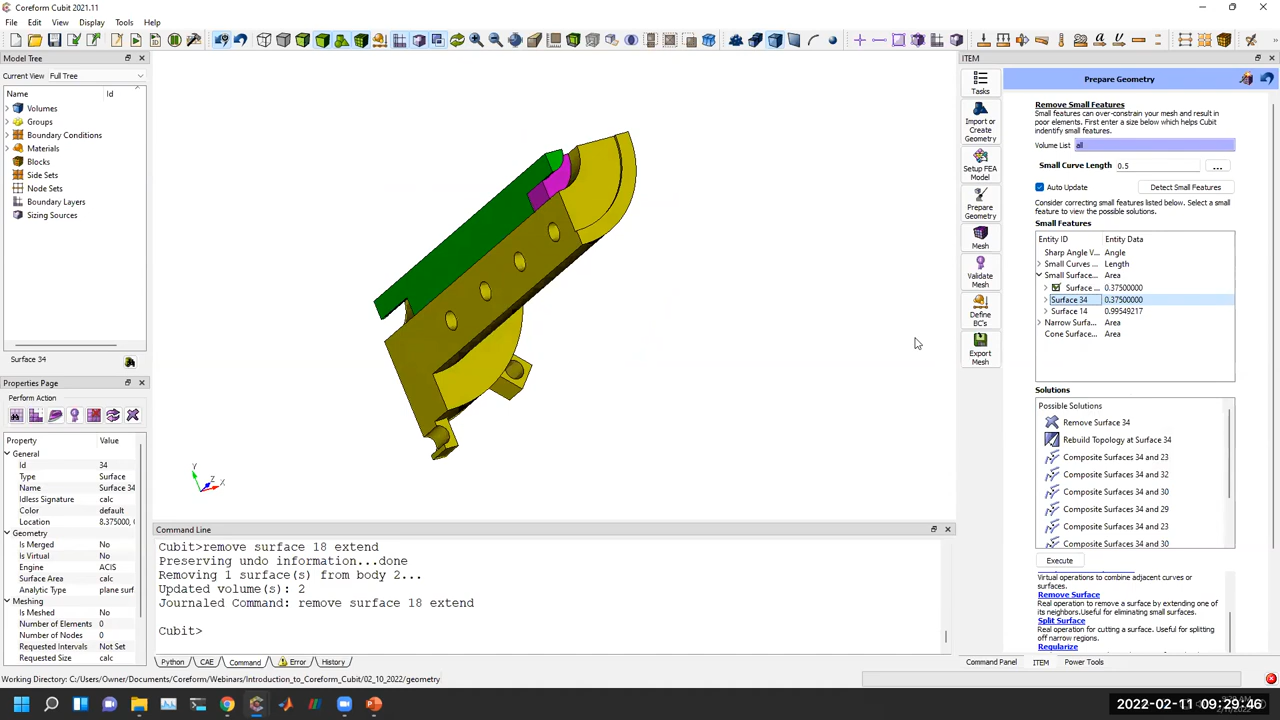 Coreform Cubit 2021.11
File Edit View Display Tools Help
Model Tree
Current View Full Tree
Name Id
Volumes
Groups
Boundary Conditions
Materials
Blocks
Side Sets
Node Sets
Boundary Layers
Sizing Sources
Surface 34
Properties Page
Perform Action
Property Value
General
Id 34
Type Surface
Name Surface 34
Idless Signature calc
Color default
Location 8.375000,
Geometry
Is Merged No
Is Virtual No
Engine ACIS
Surface Area calc
Analytic Type plane surf
Meshing
Is Meshed No
Number of Elements 0
Number of Nodes 0
Requested Intervals Not Set
Requested Size calc
Y
Z
X
Command Line
Cubit>remove surface 18 extend
Preserving undo information...done
Removing 1 surface(s) from body 2...
Updated volume(s): 2
Journaled Command: remove surface 18 extend
Cubit>
Python CAE Command Error History
ITEM
Tasks
Import or
Create
Geometry
Setup FEA
Model
Prepare
Geometry
Mesh
Validate
Mesh
Define
BC's
Export
Mesh
Prepare Geometry
Remove Small Features
Small features can over-constrain your mesh and result in
poor elements. First enter a size below which helps Cubit
indentify small features.
Volume List all
Small Curve Length 0.5 ...
Auto Update Detect Small Features
Consider correcting small features listed below. Select a small
feature to view the possible solutions.
Small Features
Entity ID Entity Data
Sharp Angle V... Angle
Small Curves ... Length
Small Surface... Area
Surface ... 0.37500000
Surface 34 0.37500000
Surface 14 0.99549217
Narrow Surfa... Area
Cone Surface... Area
Solutions
Possible Solutions
Remove Surface 34
Rebuild Topology at Surface 34
Composite Surfaces 34 and 23
Composite Surfaces 34 and 32
Composite Surfaces 34 and 30
Composite Surfaces 34 and 29
Composite Surfaces 34 and 23
Composite Surfaces 34 and 30
Execute
Virtual operations to combine adjacent curves or
surfaces.
Remove Surface
Real operation to remove a surface by extending one of
its neighbors.Useful for eliminating small surfaces.
Split Surface
Real operation for cutting a surface. Useful for splitting
off narrow regions.
Regularize
Command Panel ITEM Power Tools
Working Directory: C:/Users/Owner/Documents/Coreform/Webinars/Introduction_to_Coreform_Cubit/02_10_2022/geometry
2022-02-11 09:29:46